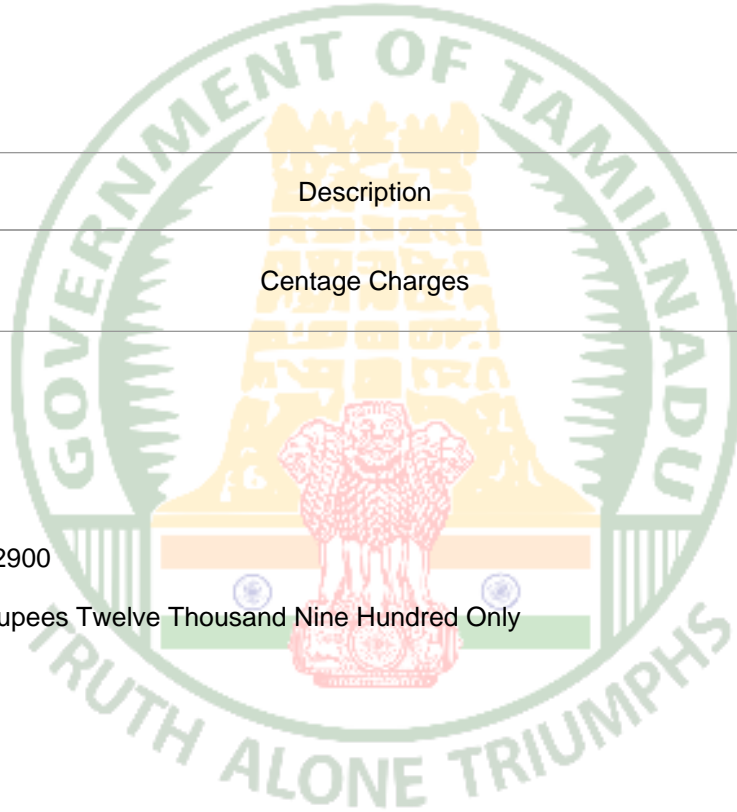 GOVERNMENT OF TAMILNADU
Description
Centage Charges
2900
upees Twelve Thousand Nine Hundred Only
TRUTH ALONE TRIUMPHS